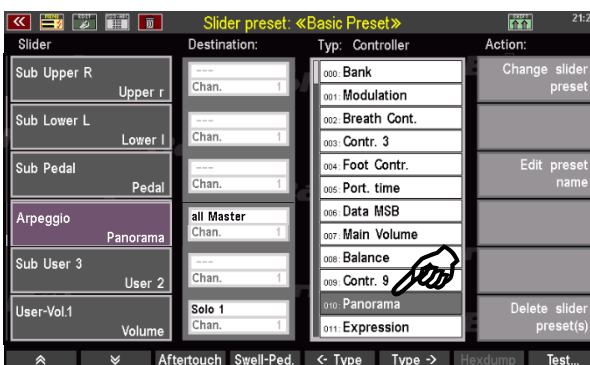 Slider preset: «Basic Preset»
21:2
Slider
Destination:
Typ: Controller
Action:
Sub Upper R
Upper r
Sub Lower L
Lower l
Sub Pedal
Pedal
Arpeggio
Panorama
Sub User 3
User 2
User-Vol.1
Volume
---
Chan. 1
---
Chan. 1
---
Chan. 1
all Master
Chan. 1
---
Chan. 1
Solo 1
Chan. 1
000: Bank
001: Modulation
002: Breath Cont.
003: Contr. 3
004: Foot Contr.
005: Port. time
006: Data MSB
007: Main Volume
008: Balance
009: Contr. 9
010: Panorama
011: Expression
Change slider
preset
Edit preset
name
Delete slider
preset(s)
Aftertouch Swell-Ped. <- Type Type -> Hexdump Test...